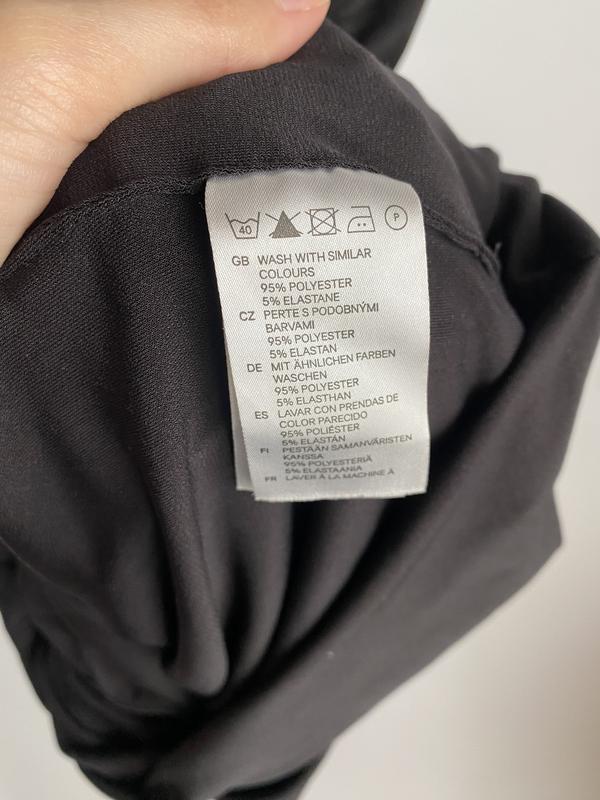 40 P
GB WASH WITH SIMILAR
COLOURS
95% POLYESTER
5% ELASTANE
CZ PERTE S PODOBNÝMI
BARVAMI
95% POLYESTER
5% ELASTAN
DE MIT ÄHNLICHEN FARBEN
WASCHEN
95% POLYESTER
5% ELASTHAN
ES LAVAR CON PRENDAS DE
COLOR PARECIDO
95% POLIÉSTER
5% ELASTÁN
FI PESTÄÄN SAMANVÄRISTEN
KANSSA
95% POLYESTERIÄ
5% ELASTAANIA
FR LAVER À LA MACHINE À